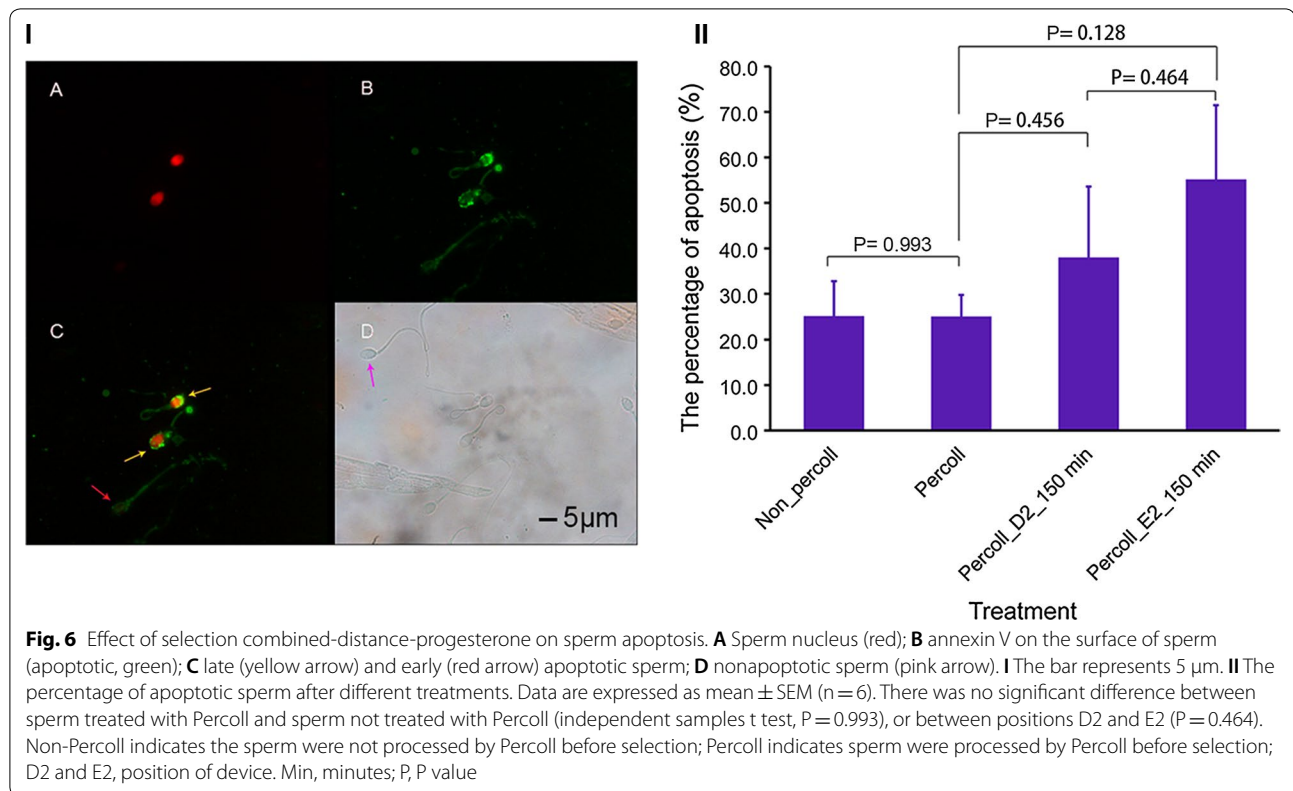 I
A
B
C
D
5µm
II
P= 0.128
P= 0.464
P= 0.456
P= 0.993
The percentage of apoptosis (%)
80.0
70.0
60.0
50.0
40.0
30.0
20.0
10.0
0.0
Non_percoll
Percoll
Percoll_D2_150 min
Percoll_E2_150 min
Treatment
Fig. 6 Effect of selection combined-distance-progesterone on sperm apoptosis. A Sperm nucleus (red); B annexin V on the surface of sperm
(apoptotic, green); C late (yellow arrow) and early (red arrow) apoptotic sperm; D nonapoptotic sperm (pink arrow). I The bar represents 5 µm. II The
percentage of apoptotic sperm after different treatments. Data are expressed as mean ± SEM (n = 6). There was no significant difference between
sperm treated with Percoll and sperm not treated with Percoll (independent samples t test, P = 0.993), or between positions D2 and E2 (P = 0.464).
Non-Percoll indicates the sperm were not processed by Percoll before selection; Percoll indicates sperm were processed by Percoll before selection;
D2 and E2, position of device. Min, minutes; P, P value